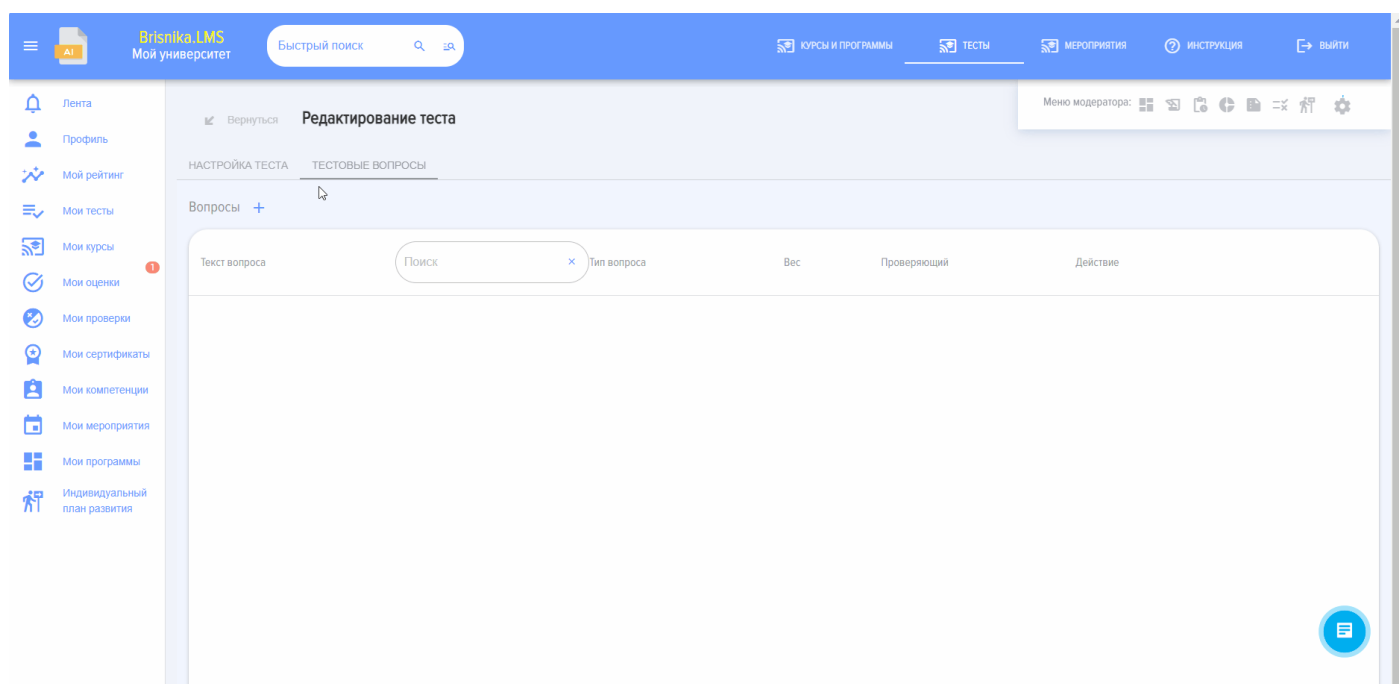 AI
Brisnika.LMS
Мой университет
Быстрый поиск
КУРСЫ И ПРОГРАММЫ
ТЕСТЫ
МЕРОПРИЯТИЯ
ИНСТРУКЦИЯ
ВЫЙТИ
Меню модератора:
Лента
Профиль
Мой рейтинг
Мои тесты
Мои курсы
1
Мои оценки
Мои проверки
Мои сертификаты
Мои компетенции
Мои мероприятия
Мои программы
Индивидуальный
план развития
Вернуться
Редактирование теста
НАСТРОЙКА ТЕСТА
ТЕСТОВЫЕ ВОПРОСЫ
Вопросы +
Текст вопроса
Поиск
Тип вопроса
Вес
Проверяющий
Действие